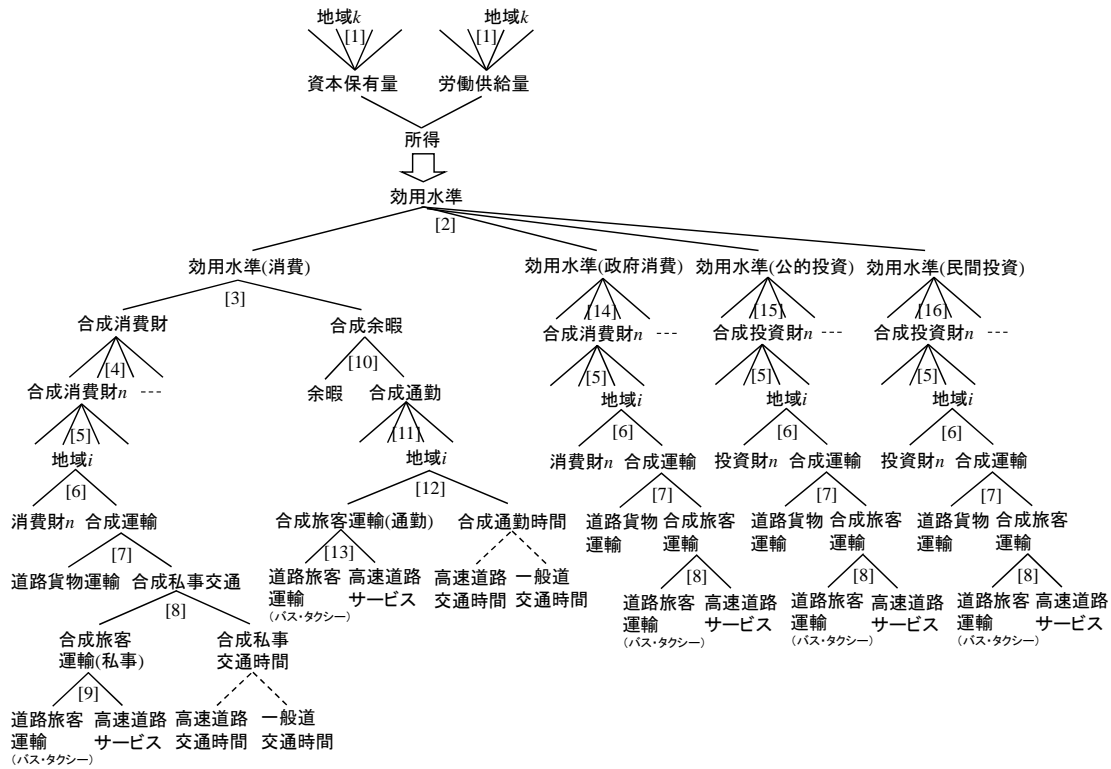 地域k 地域k
[1] [1]
資本保有量 労働供給量
所得
効用水準
[2]
効用水準(消費) 効用水準(政府消費) 効用水準(公的投資) 効用水準(民間投資)
[3] [14] [15] [16]
合成消費財 合成余暇 合成消費財n --- 合成投資財n --- 合成投資財n ---
[4] [10] [5] [5] [5]
合成消費財n --- 余暇 合成通勤 地域i 地域i 地域i
[5] [11] [6] [6] [6]
地域i 地域i 消費財n 合成運輸 投資財n 合成運輸 投資財n 合成運輸
[6] [12] [7] [7] [7]
消費財n 合成運輸 合成旅客運輸(通勤) 合成通勤時間 道路貨物 合成旅客 道路貨物 合成旅客 道路貨物 合成旅客
運輸 運輸 運輸 運輸 運輸 運輸
[7] [13] [8] [8] [8]
道路貨物運輸 合成私事交通 道路旅客 高速道路 高速道路 一般道 道路旅客 高速道路 道路旅客 高速道路 道路旅客 高速道路
運輸 サービス 交通時間 交通時間 運輸 サービス 運輸 サービス 運輸 サービス
(バス・タクシー) (バス・タクシー) (バス・タクシー) (バス・タクシー)
[8]
合成旅客 合成私事
運輸(私事) 交通時間
[9]
道路旅客 高速道路 高速道路 一般道
運輸 サービス 交通時間 交通時間
(バス・タクシー)